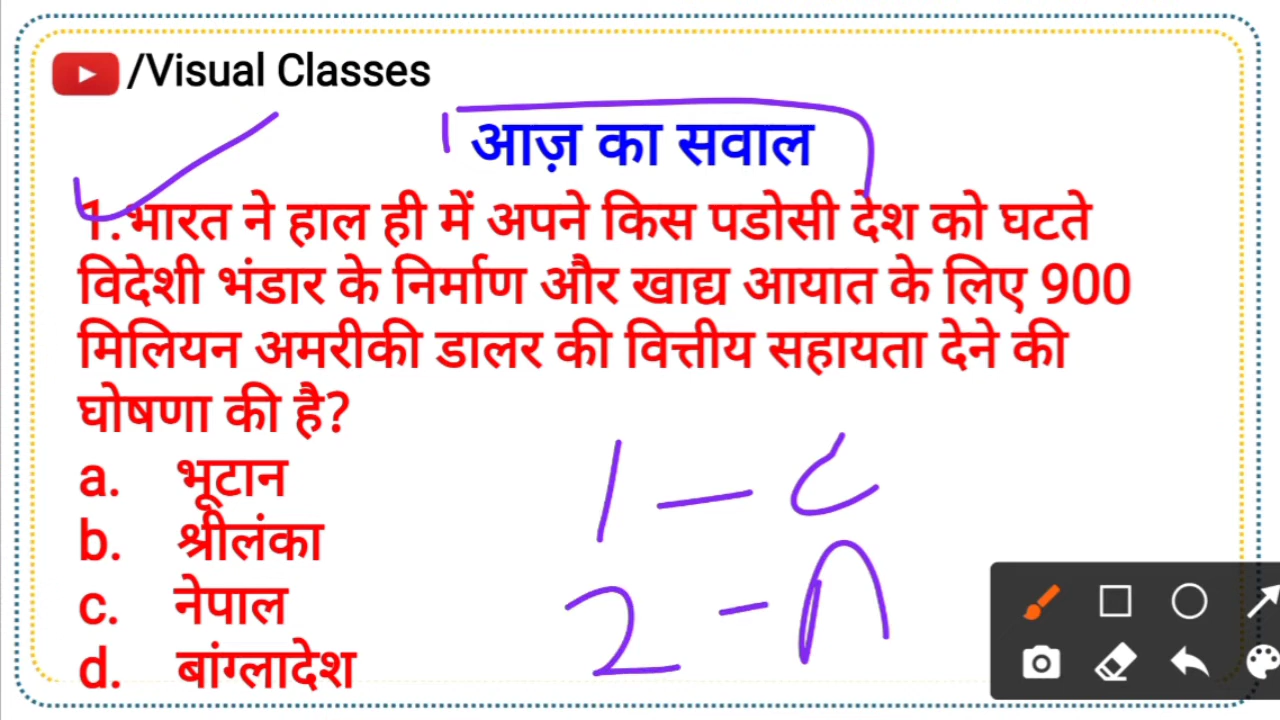 /Visual Classes
आज़ का सवाल
1. भारत ने हाल ही में अपने किस पडोसी देश को घटते
विदेशी भंडार के निर्माण और खाद्य आयात के लिए 900
मिलियन अमरीकी डालर की वित्तीय सहायता देने की
घोषणा की है?
a. भूटान
b. श्रीलंका
c. नेपाल
d. बांग्लादेश
1 - C
2 -